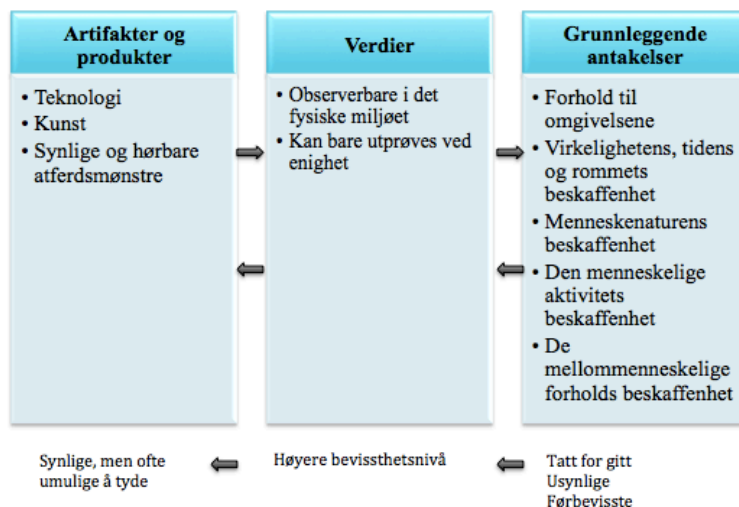 Artifakter og
produkter
• Teknologi
• Kunst
• Synlige og hørbare
atferdsmønstre
Verdier
• Observerbare i det
fysiske miljøet
• Kan bare utprøves ved
enighet
Grunnleggende
antakelser
• Forhold til
omgivelsene
• Virkelighetens, tidens
og rommets
beskaffenhet
• Menneskenaturens
beskaffenhet
• Den menneskelige
aktivitets
beskaffenhet
• De
mellommenneskelige
forholds beskaffenhet
Synlige, men ofte
umulige å tyde
Høyere bevissthetsnivå
Tatt for gitt
Usynlige
Førbevisste